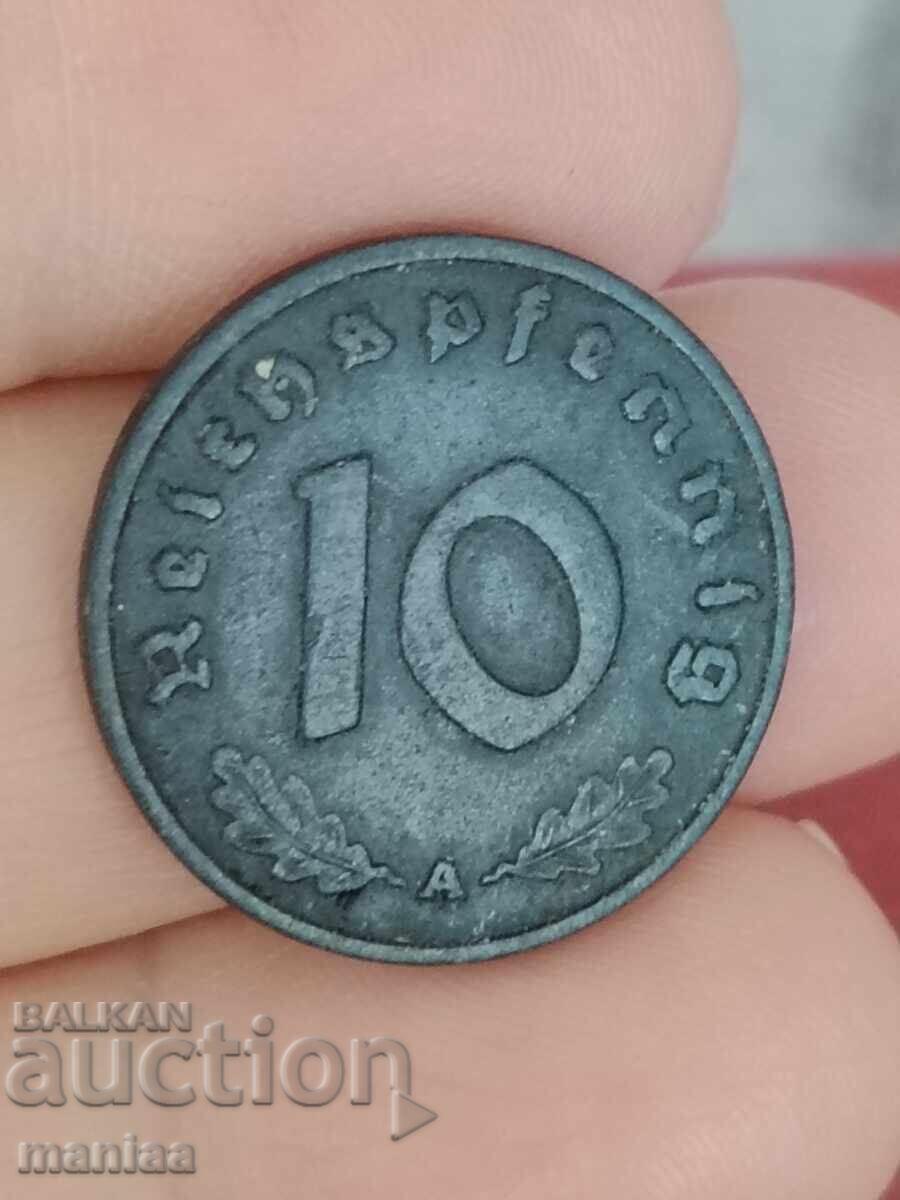 Reichspfennig
10
A
BALKAN
auction
maniaa